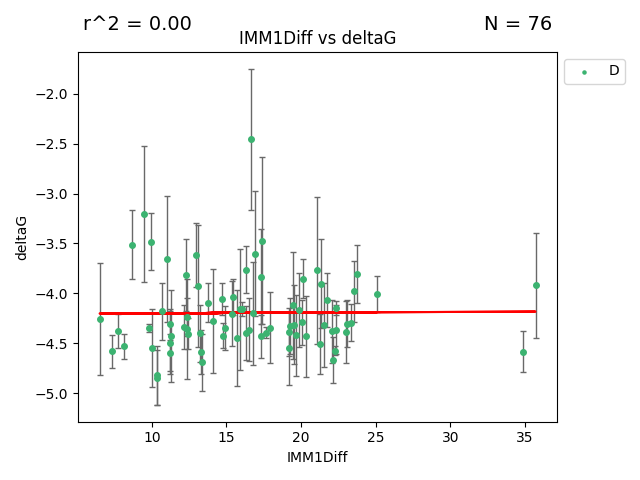 r^2 = 0.00
N = 76
IMM1Diff vs deltaG
D
−2.0
−2.5
−3.0
−3.5
−4.0
−4.5
−5.0
deltaG
10
15
20
25
30
35
IMM1Diff